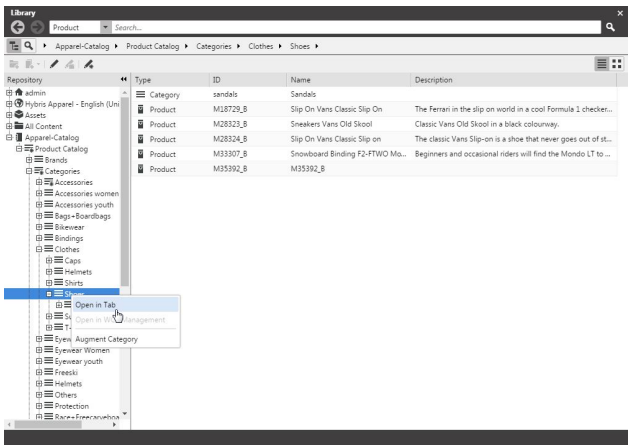 Library
Product
Search...
Apparel-Catalog
Product Catalog
Categories
Clothes
Shoes
Repository
Type ID Name Description
admin
Hybris Apparel - English (Uni
Assets
All Content
Apparel-Catalog
Product Catalog
Brands
Categories
Accessories
Accessories women
Accessories youth
Bags+Boardbags
Bikewear
Bindings
Clothes
Caps
Helmets
Shirts
Shoes
Open in Tab
Open in Management
Augment Category
T-
Eyew
Eyewear Women
Eyewear youth
Freeski
Helmets
Others
Protection
Race+Freecarveboa
Category sandals Sandals
Product M18729_B Slip On Vans Classic Slip On The Ferrari in the slip on world in a cool Formula 1 checker...
Product M28323_B Sneakers Vans Old Skool Classic Vans Old Skool in a black colourway.
Product M28324_B Slip On Vans Classic Slip on The classic Vans Slip-on is a shoe that never goes out of st...
Product M33307_B Snowboard Binding F2-FTWO Mo... Beginners and occasional riders will find the Mondo LT to ...
Product M35392_B M35392_B